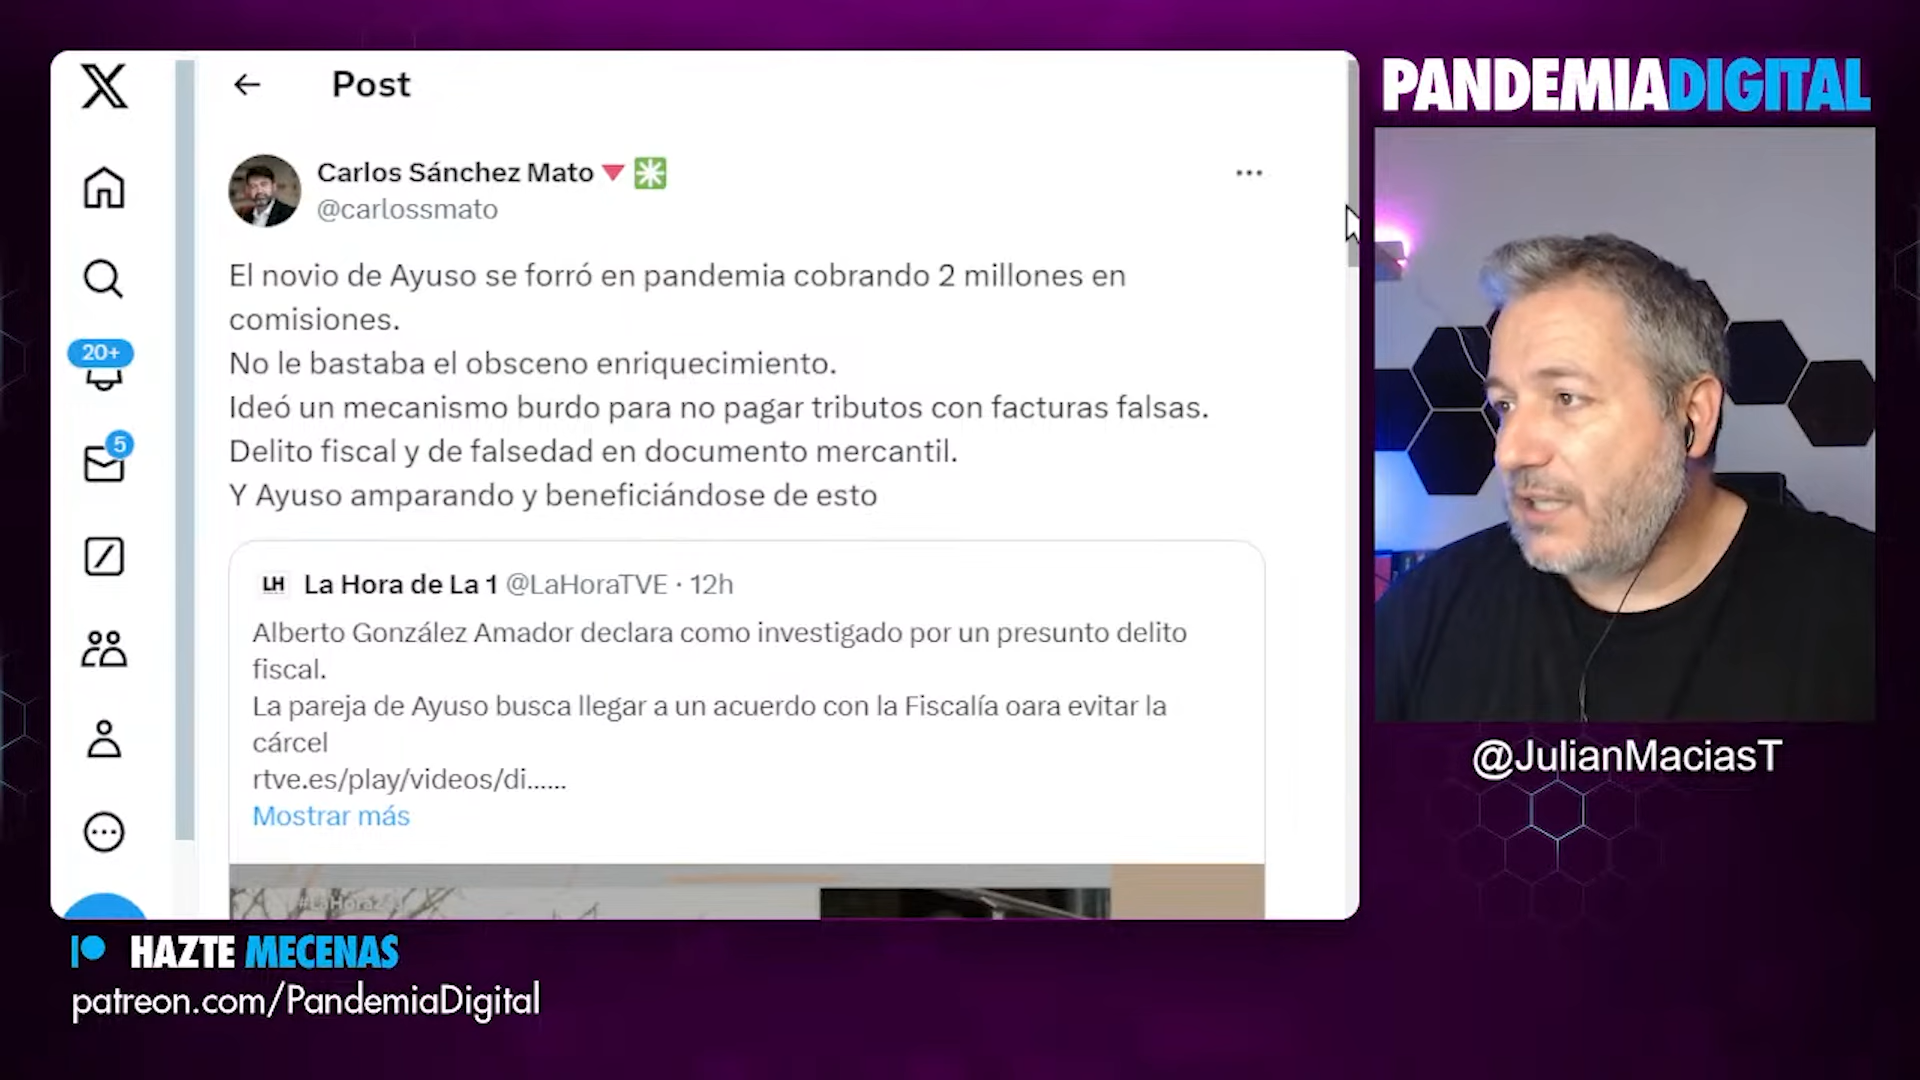 Post
Carlos Sánchez Mato
@carlossmato
El novio de Ayuso se forró en pandemia cobrando 2 millones en
comisiones.
No le bastaba el obsceno enriquecimiento.
Ideó un mecanismo burdo para no pagar tributos con facturas falsas.
Delito fiscal y de falsedad en documento mercantil.
Y Ayuso amparando y beneficiándose de esto
LH La Hora de La 1 @LaHoraTVE · 12h
Alberto González Amador declara como investigado por un presunto delito
fiscal.
La pareja de Ayuso busca llegar a un acuerdo con la Fiscalía oara evitar la
cárcel
rtve.es/play/videos/di......
Mostrar más
20+
5
PANDEMIADIGITAL
@JulianMaciasT
HAZTE MECENAS
patreon.com/PandemiaDigital